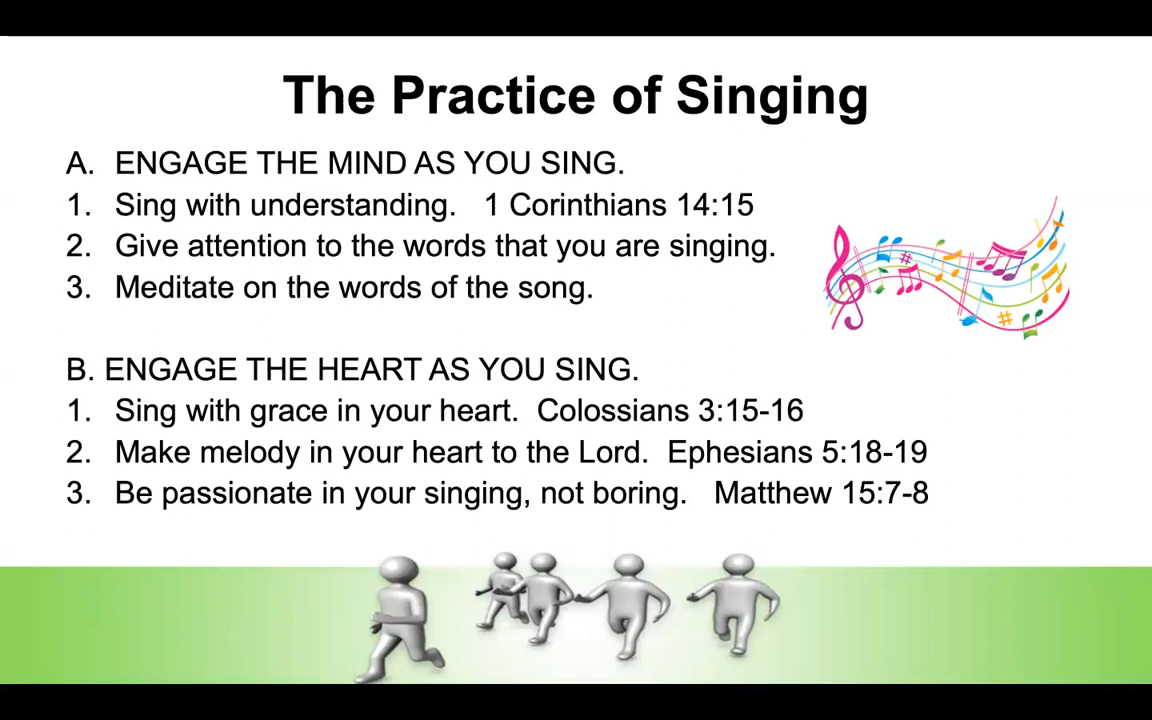 The Practice of Singing
A. ENGAGE THE MIND AS YOU SING.
1. Sing with understanding. 1 Corinthians 14:15
2. Give attention to the words that you are singing.
3. Meditate on the words of the song.
B. ENGAGE THE HEART AS YOU SING.
1. Sing with grace in your heart. Colossians 3:15-16
2. Make melody in your heart to the Lord. Ephesians 5:18-19
3. Be passionate in your singing, not boring. Matthew 15:7-8